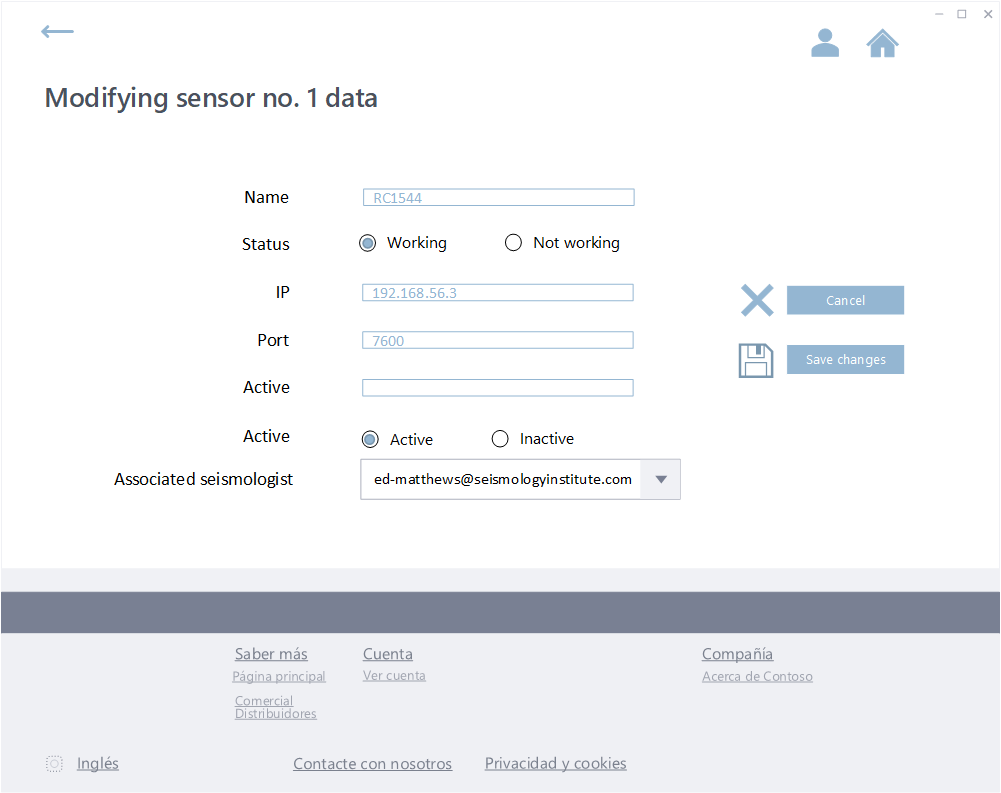 Modifying sensor no. 1 data
Name RC1544
Status Working Not working
IP 192.168.56.3
Cancel
Port 7600
Save changes
Active
Active Active Inactive
Associated seismologist ed-matthews@seismologyinstitute.com
Saber más Cuenta Compañía
Página principal Ver cuenta Acerca de Contoso
Comercial
Distribuidores
Inglés Contacte con nosotros Privacidad y cookies